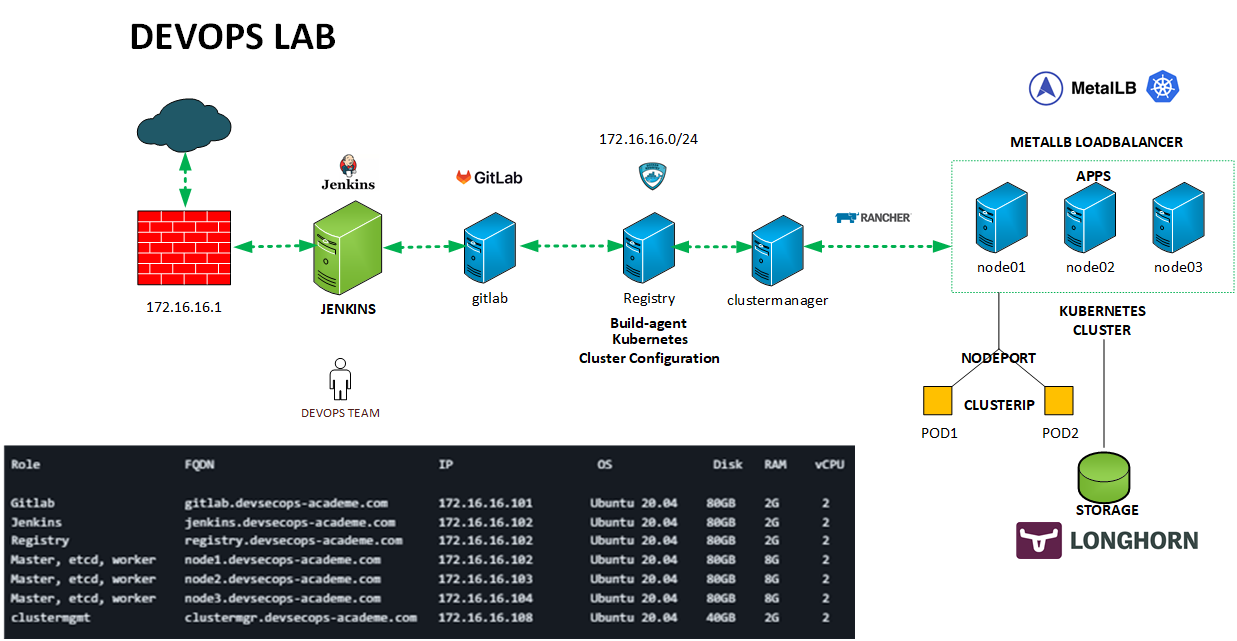 DEVOPS LAB
MetalLB
172.16.16.0/24
METALLB LOADBALANCER
Jenkins
GitLab
APPS
RANCHER
node01
node02
node03
172.16.16.1
JENKINS
gitlab
Registry
clustermanager
Build-agent
Kubernetes
Cluster Configuration
KUBERNETES
CLUSTER
NODEPORT
DEVOPS TEAM
CLUSTERIP
POD1
POD2
STORAGE
LONGHORN
Role FQDN IP OS Disk RAM vCPU
Gitlab gitlab.devsecops-academe.com 172.16.16.101 Ubuntu 20.04 80GB 2G 2
Jenkins jenkins.devsecops-academe.com 172.16.16.102 Ubuntu 20.04 80GB 2G 2
Registry registry.devsecops-academe.com 172.16.16.102 Ubuntu 20.04 80GB 2G 2
Master, etcd, worker node1.devsecops-academe.com 172.16.16.102 Ubuntu 20.04 80GB 8G 2
Master, etcd, worker node2.devsecops-academe.com 172.16.16.103 Ubuntu 20.04 80GB 8G 2
Master, etcd, worker node3.devsecops-academe.com 172.16.16.104 Ubuntu 20.04 80GB 8G 2
clustermgmt clustermgr.devsecops-academe.com 172.16.16.108 Ubuntu 20.04 40GB 2G 2